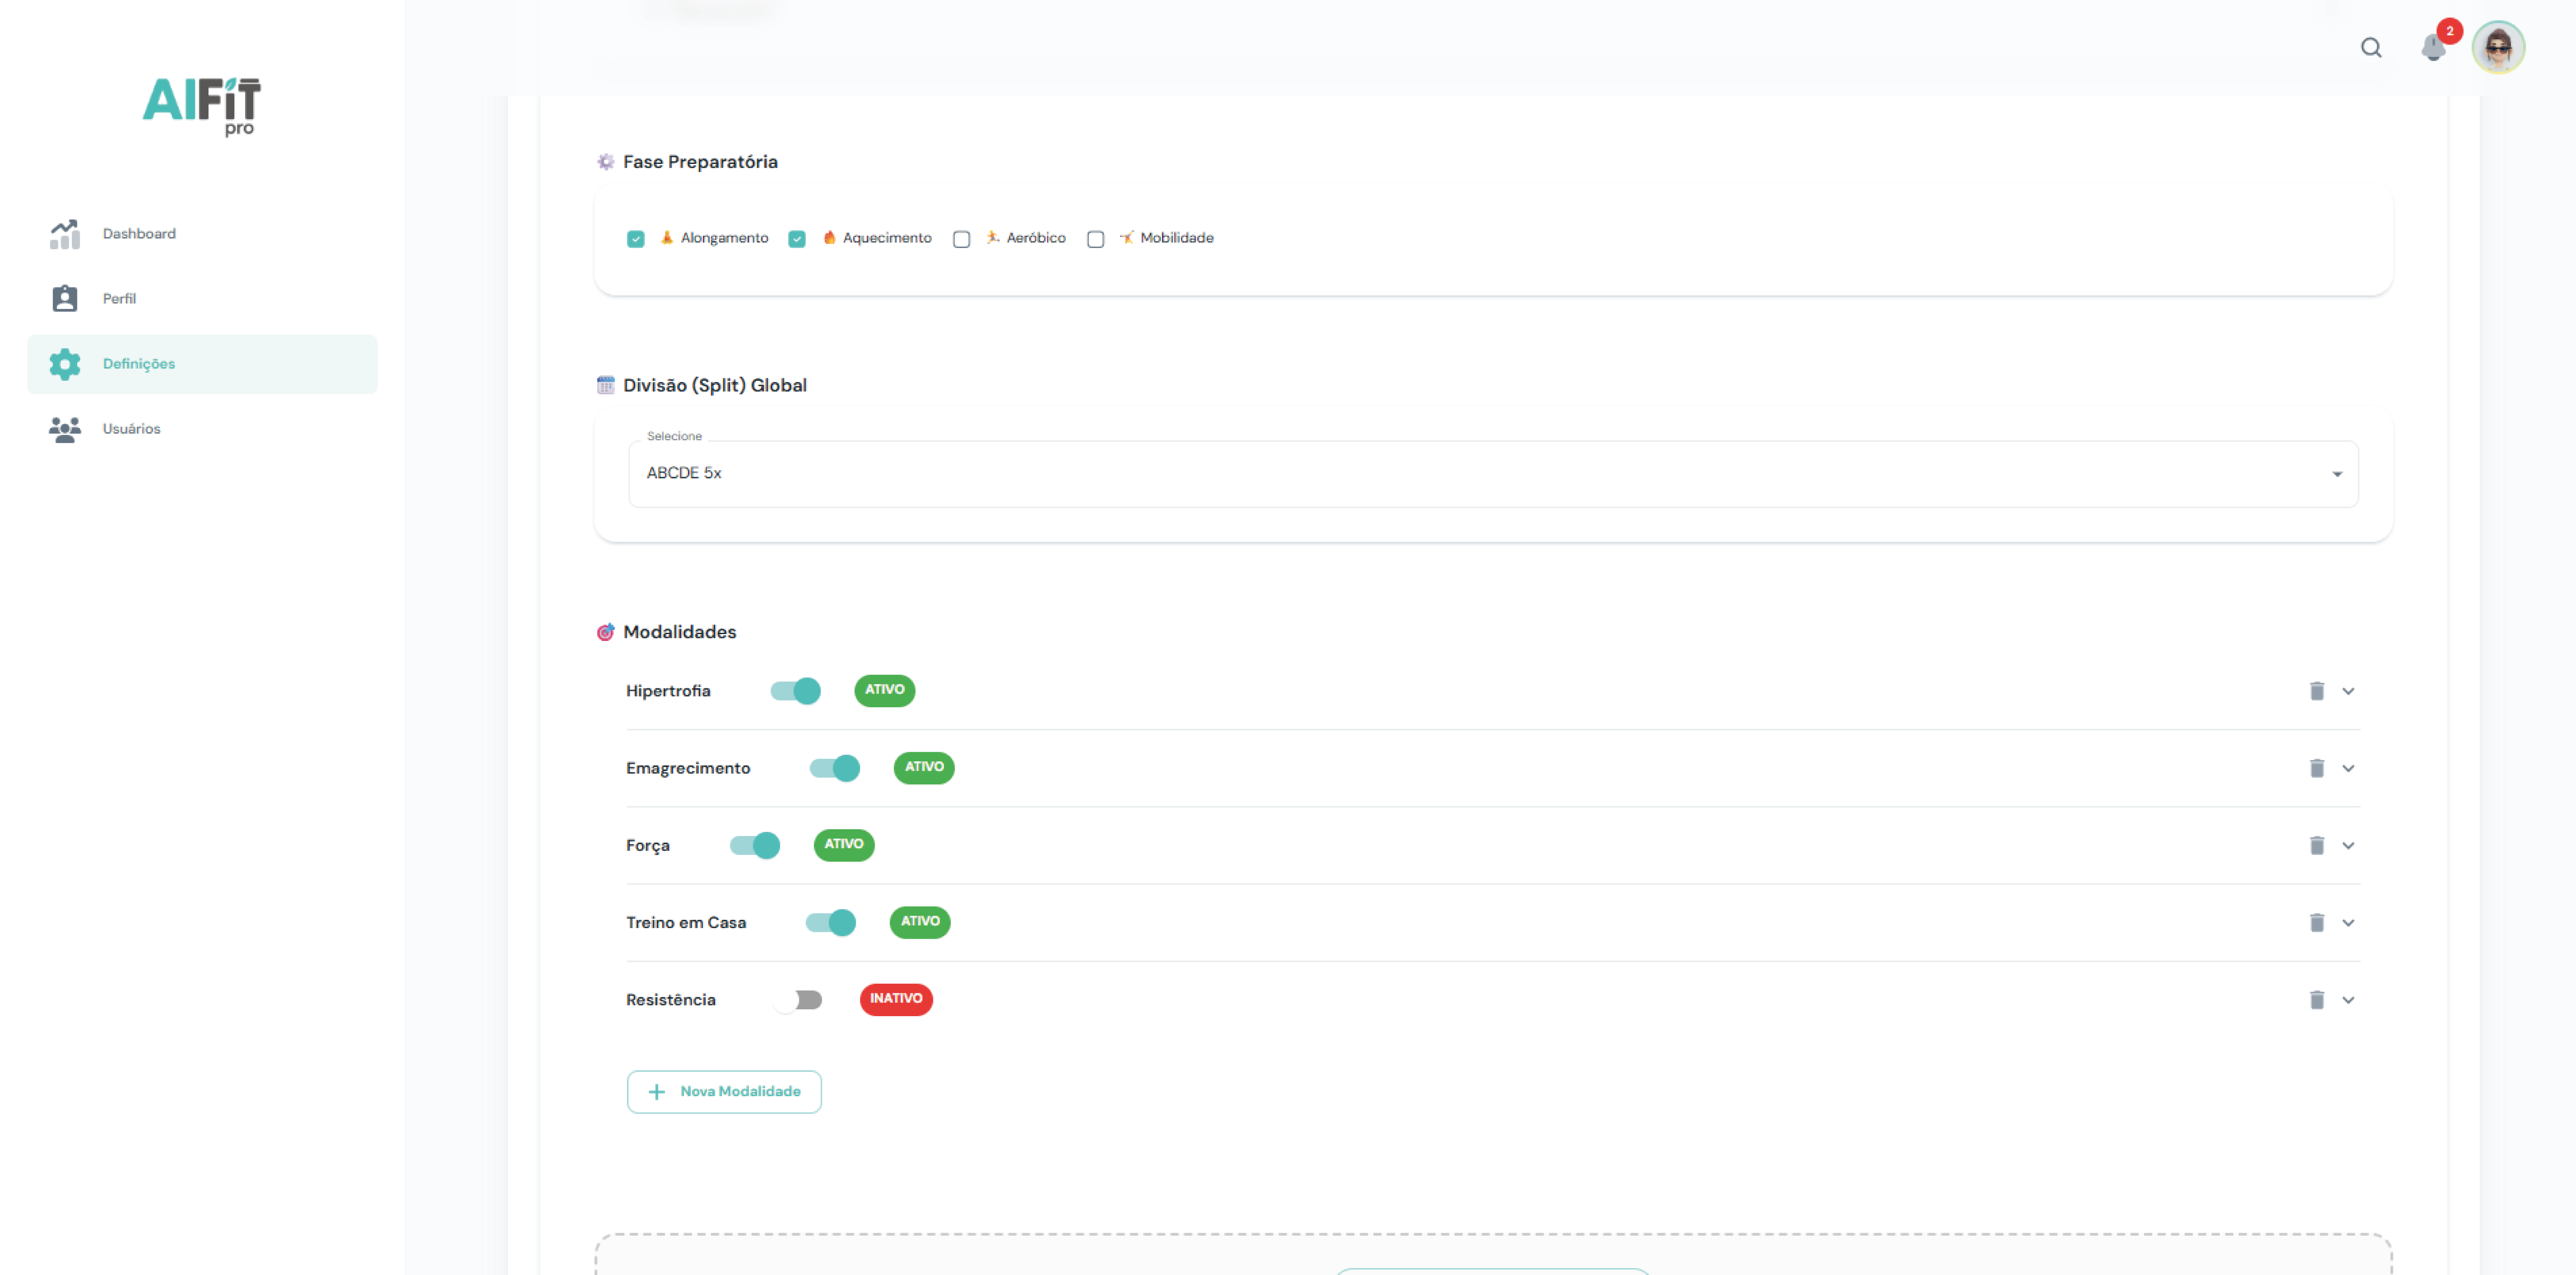 2
AIFiT
pro
Dashboard
Perfil
Definições
Usuários
Fase Preparatória
Alongamento Aquecimento Aeróbico Mobilidade
Divisão (Split) Global
Selecione
ABCDE 5x
Modalidades
Hipertrofia ATIVO
Emagrecimento ATIVO
Força ATIVO
Treino em Casa ATIVO
Resistência INATIVO
+ Nova Modalidade